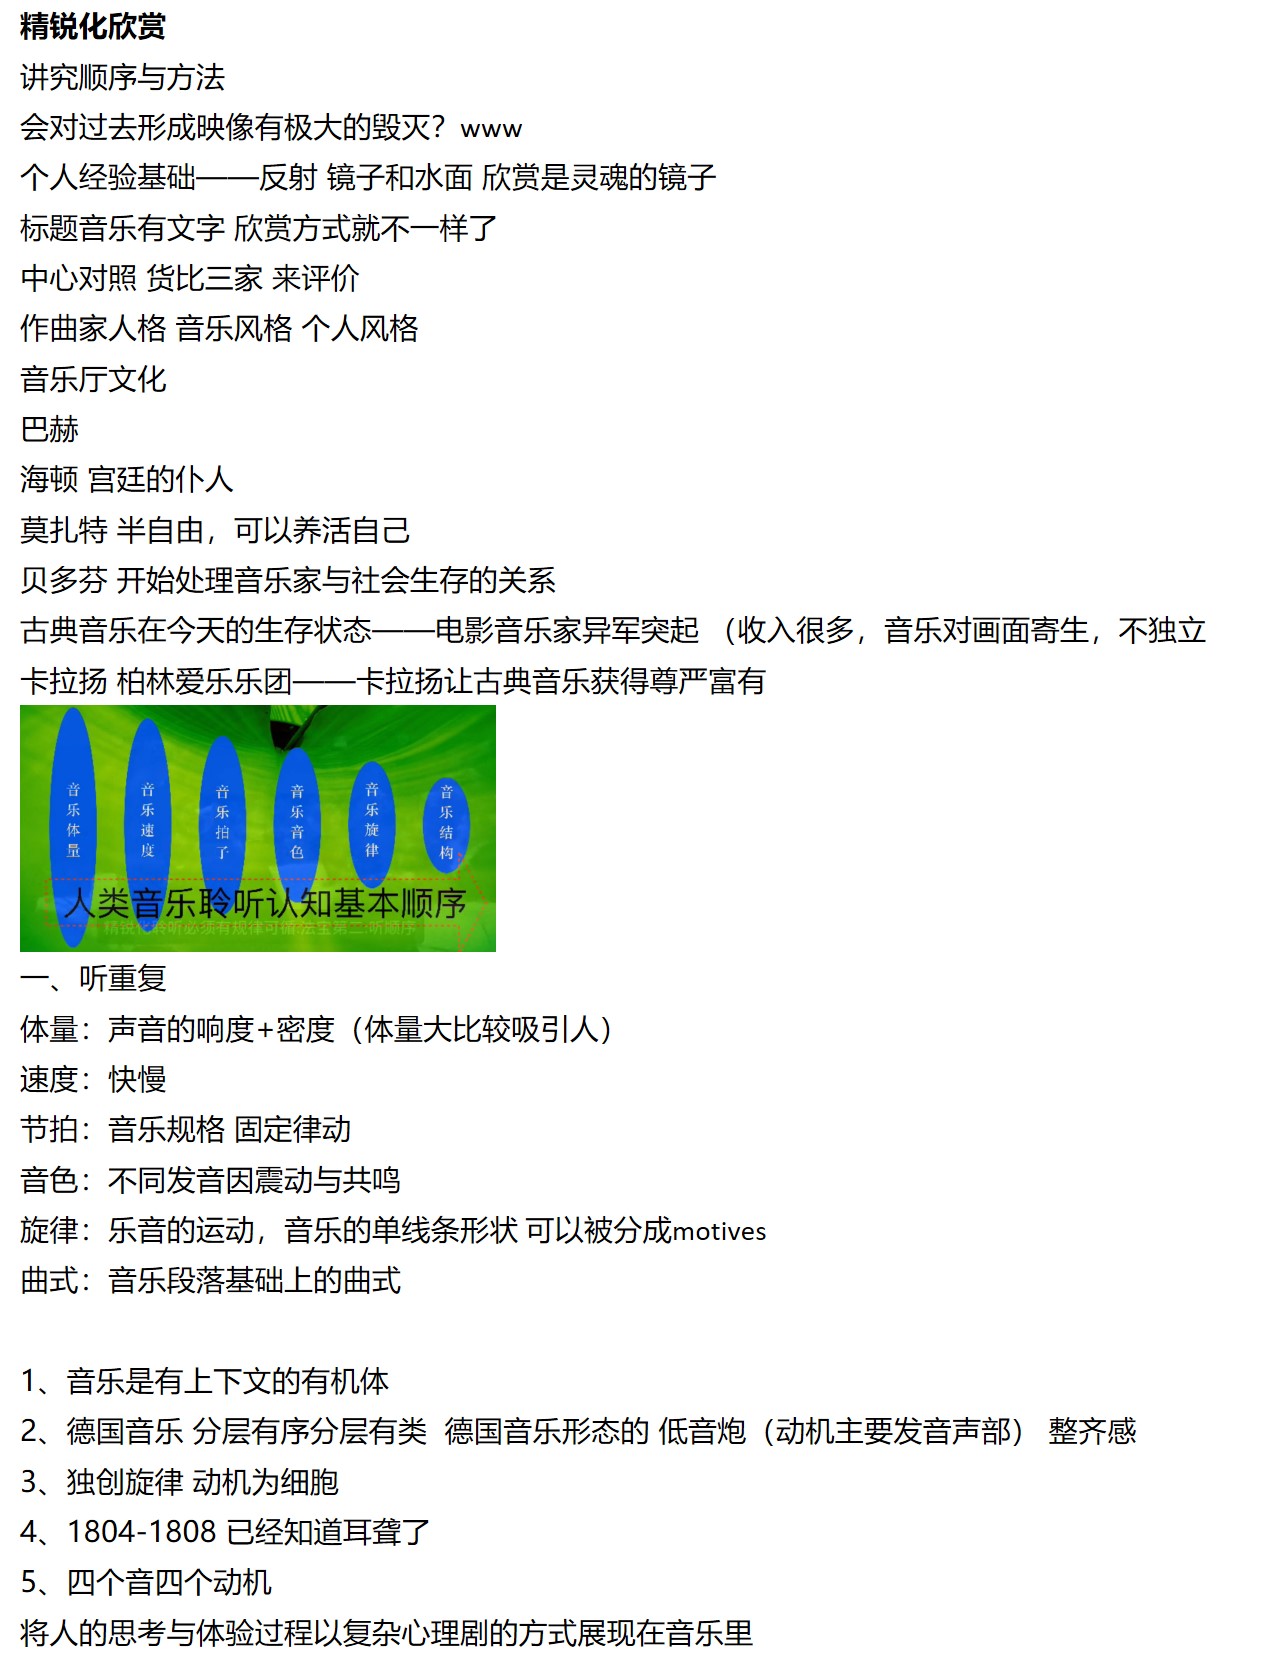 精锐化欣赏
讲究顺序与方法
会对过去形成映像有极大的毁灭？www
个人经验基础——反射 镜子和水面 欣赏是灵魂的镜子
标题音乐有文字 欣赏方式就不一样了
中心对照 货比三家 来评价
作曲家人格 音乐风格 个人风格
音乐厅文化
巴赫
海顿 宫廷的仆人
莫扎特 半自由，可以养活自己
贝多芬 开始处理音乐家与社会生存的关系
古典音乐在今天的生存状态——电影音乐家异军突起 （收入很多，音乐对画面寄生，不独立
卡拉扬 柏林爱乐乐团——卡拉扬让古典音乐获得尊严富有
音乐体量
音乐速度
音乐拍子
音乐音色
音乐旋律
音乐结构
人类音乐聆听认知基本顺序
精锐化聆听必须有规律可循:法宝第二:听顺序
一、听重复
体量：声音的响度+密度（体量大比较吸引人）
速度：快慢
节拍：音乐规格 固定律动
音色：不同发音因震动与共鸣
旋律：乐音的运动，音乐的单线条形状 可以被分成motives
曲式：音乐段落基础上的曲式
1、音乐是有上下文的有机体
2、德国音乐 分层有序分层有类  德国音乐形态的 低音炮（动机主要发音声部） 整齐感
3、独创旋律 动机为细胞
4、1804-1808 已经知道耳聋了
5、四个音四个动机
将人的思考与体验过程以复杂心理剧的方式展现在音乐里